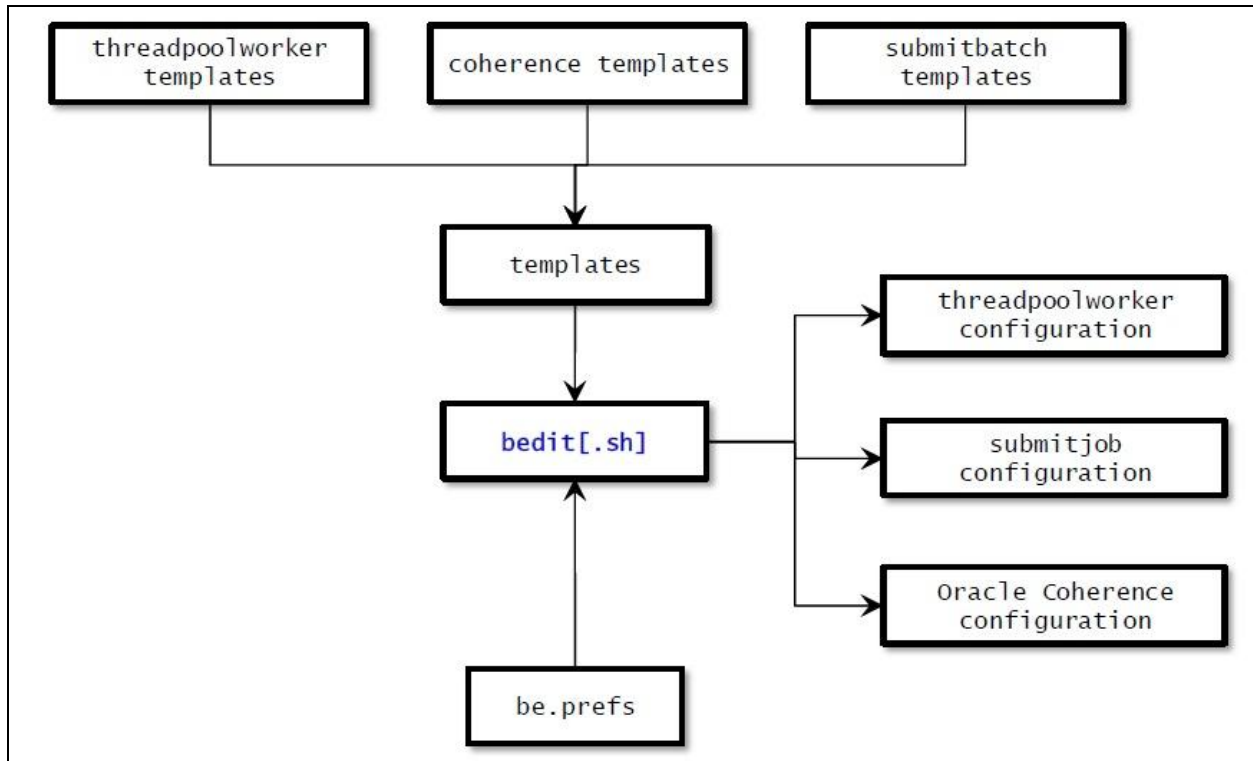 threadpoolworker
templates
coherence templates
submitbatch
templates
templates
threadpoolworker
configuration
bedit[.sh]
submitjob
configuration
Oracle Coherence
configuration
be.prefs